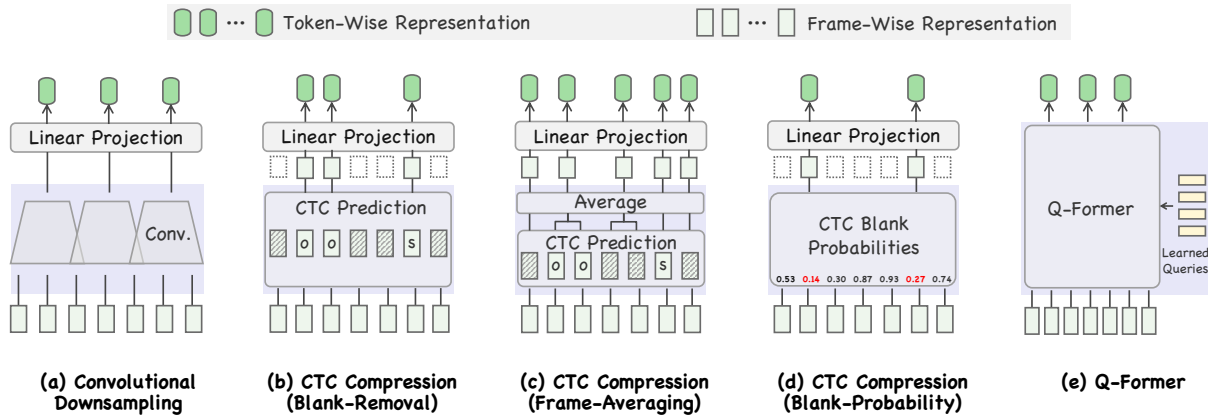 ... Token-Wise Representation
... Frame-Wise Representation
Linear Projection
Conv.
(a) Convolutional
Downsampling
Linear Projection
CTC Prediction
o o s
(b) CTC Compression
(Blank-Removal)
Linear Projection
Average
CTC Prediction
o o s
(c) CTC Compression
(Frame-Averaging)
Linear Projection
CTC Blank
Probabilities
0.53 0.14 0.30 0.87 0.93 0.27 0.74
(d) CTC Compression
(Blank-Probability)
Q-Former
Learned
Queries
(e) Q-Former